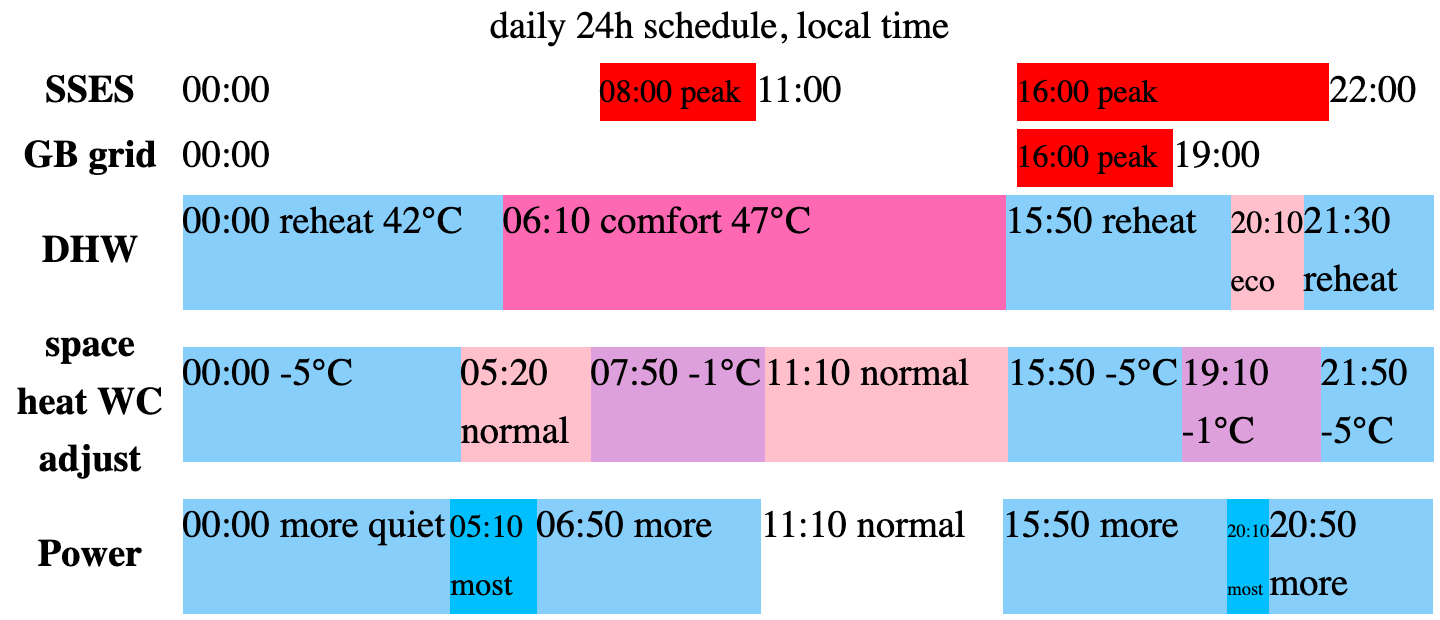 daily 24h schedule, local time
SSES 00:00 08:00 peak 11:00 16:00 peak 22:00
GB grid 00:00 16:00 peak 19:00
DHW 00:00 reheat 42°C 06:10 comfort 47°C 15:50 reheat 20:10 eco 21:30 reheat
space heat WC adjust 00:00 -5°C 05:20 normal 07:50 -1°C 11:10 normal 15:50 -5°C 19:10 -1°C 21:50 -5°C
Power 00:00 more quiet 05:10 most 06:50 more 11:10 normal 15:50 more 20:10 most 20:50 more